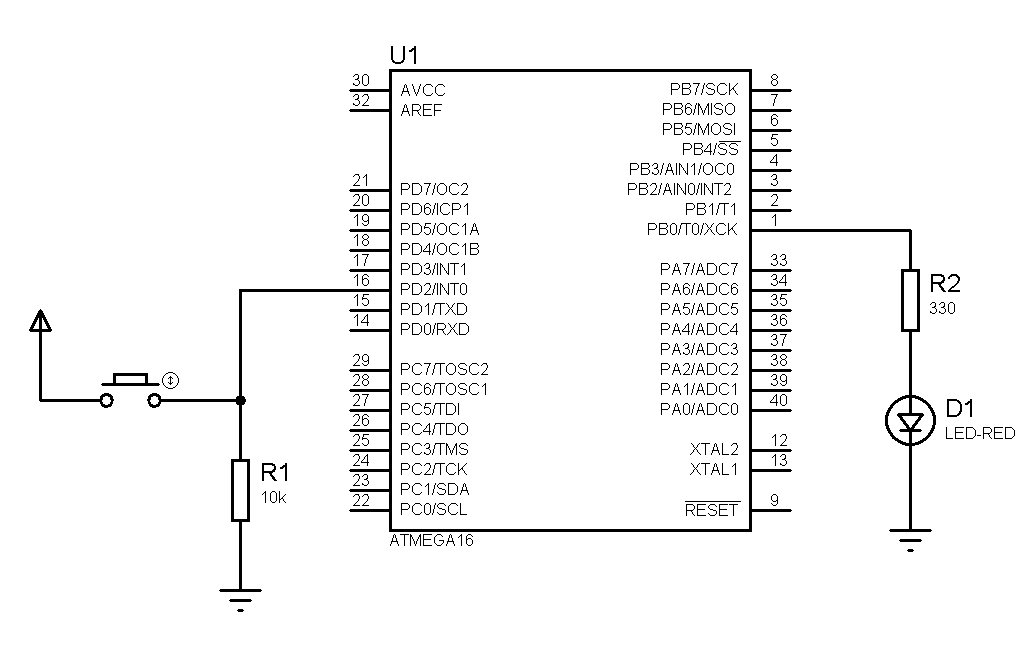 U1
30 AVCC
32 AREF
21 PD7/OC2
20 PD6/ICP1
19 PD5/OC1A
18 PD4/OC1B
17 PD3/INT1
16 PD2/INT0
15 PD1/TXD
14 PD0/RXD
29 PC7/TOSC2
28 PC6/TOSC1
27 PC5/TDI
26 PC4/TDO
25 PC3/TMS
24 PC2/TCK
23 PC1/SDA
22 PC0/SCL
PB7/SCK 8
PB6/MISO 7
PB5/MOSI 6
PB4/SS 5
PB3/AIN1/OC0 4
PB2/AIN0/INT2 3
PB1/T1 2
PB0/T0/XCK 1
PA7/ADC7 33
PA6/ADC6 34
PA5/ADC5 35
PA4/ADC4 36
PA3/ADC3 37
PA2/ADC2 38
PA1/ADC1 39
PA0/ADC0 40
XTAL2 12
XTAL1 13
RESET 9
ATMEGA16
R1
10k
R2
330
D1
LED-RED